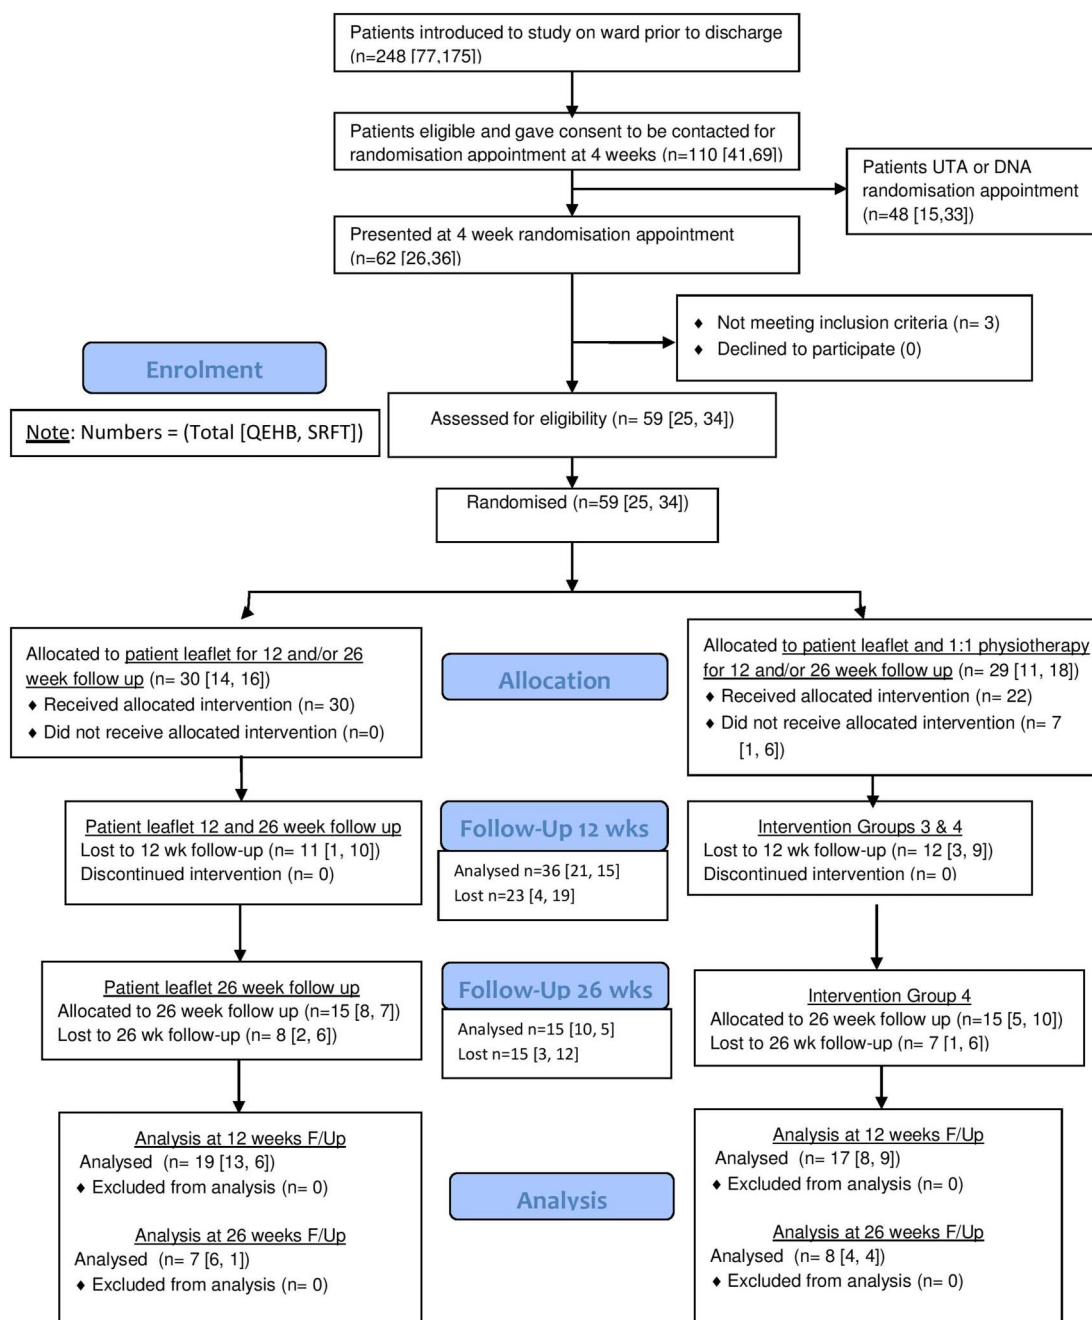 Patients introduced to study on ward prior to discharge
(n=248 [77,175])
Patients eligible and gave consent to be contacted for
randomisation appointment at 4 weeks (n=110 [41,69])
Patients UTA or DNA
randomisation appointment
(n=48 [15,33])
Presented at 4 week randomisation appointment
(n=62 [26,36])
♦ Not meeting inclusion criteria (n= 3)
♦ Declined to participate (0)
Enrolment
Note: Numbers = (Total [QEHB, SRFT])
Assessed for eligibility (n= 59 [25, 34])
Randomised (n=59 [25, 34])
Allocated to patient leaflet for 12 and/or 26
week follow up (n= 30 [14, 16])
♦ Received allocated intervention (n= 30)
♦ Did not receive allocated intervention (n=0)
Allocation
Allocated to patient leaflet and 1:1 physiotherapy
for 12 and/or 26 week follow up (n= 29 [11, 18])
♦ Received allocated intervention (n= 22)
♦ Did not receive allocated intervention (n= 7
[1, 6])
Patient leaflet 12 and 26 week follow up
Lost to 12 wk follow-up (n= 11 [1, 10])
Discontinued intervention (n= 0)
Follow-Up 12 wks
Analysed n=36 [21, 15]
Lost n=23 [4, 19]
Intervention Groups 3 & 4
Lost to 12 wk follow-up (n= 12 [3, 9])
Discontinued intervention (n= 0)
Patient leaflet 26 week follow up
Allocated to 26 week follow up (n=15 [8, 7])
Lost to 26 wk follow-up (n= 8 [2, 6])
Follow-Up 26 wks
Analysed n=15 [10, 5]
Lost n=15 [3, 12]
Intervention Group 4
Allocated to 26 week follow up (n=15 [5, 10])
Lost to 26 wk follow-up (n= 7 [1, 6])
Analysis at 12 weeks F/Up
Analysed (n= 19 [13, 6])
♦ Excluded from analysis (n= 0)
Analysis at 26 weeks F/Up
Analysed (n= 7 [6, 1])
♦ Excluded from analysis (n= 0)
Analysis
Analysis at 12 weeks F/Up
Analysed (n= 17 [8, 9])
♦ Excluded from analysis (n= 0)
Analysis at 26 weeks F/Up
Analysed (n= 8 [4, 4])
♦ Excluded from analysis (n= 0)